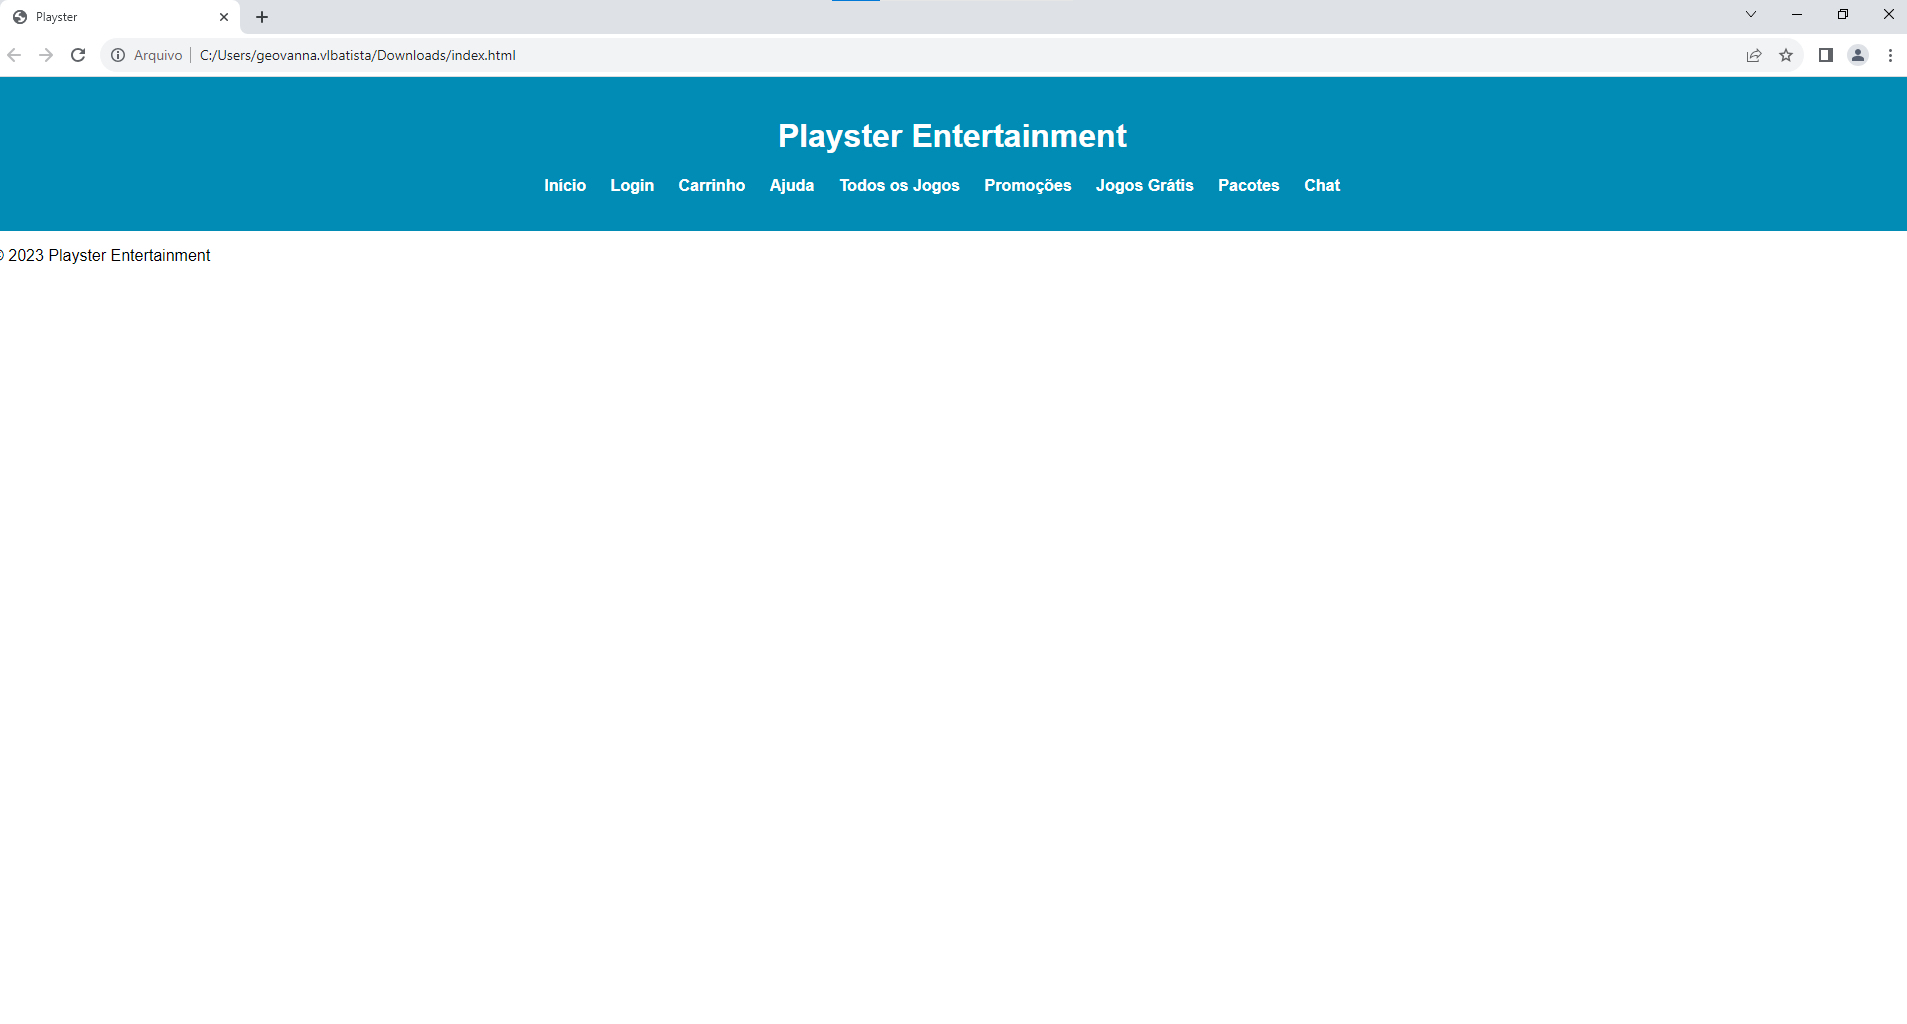 Playster
Arquivo C:/Users/geovanna.vlbatista/Downloads/index.html
Playster Entertainment
Início Login Carrinho Ajuda Todos os Jogos Promoções Jogos Grátis Pacotes Chat
© 2023 Playster Entertainment